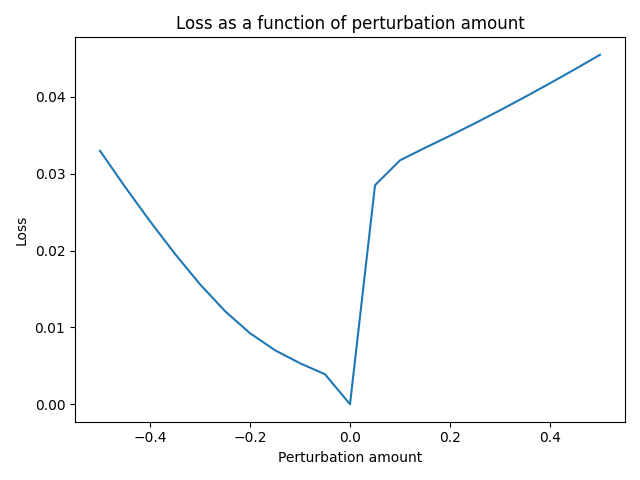 Loss as a function of perturbation amount
Loss
0.04
0.03
0.02
0.01
0.00
−0.4 −0.2 0.0 0.2 0.4
Perturbation amount